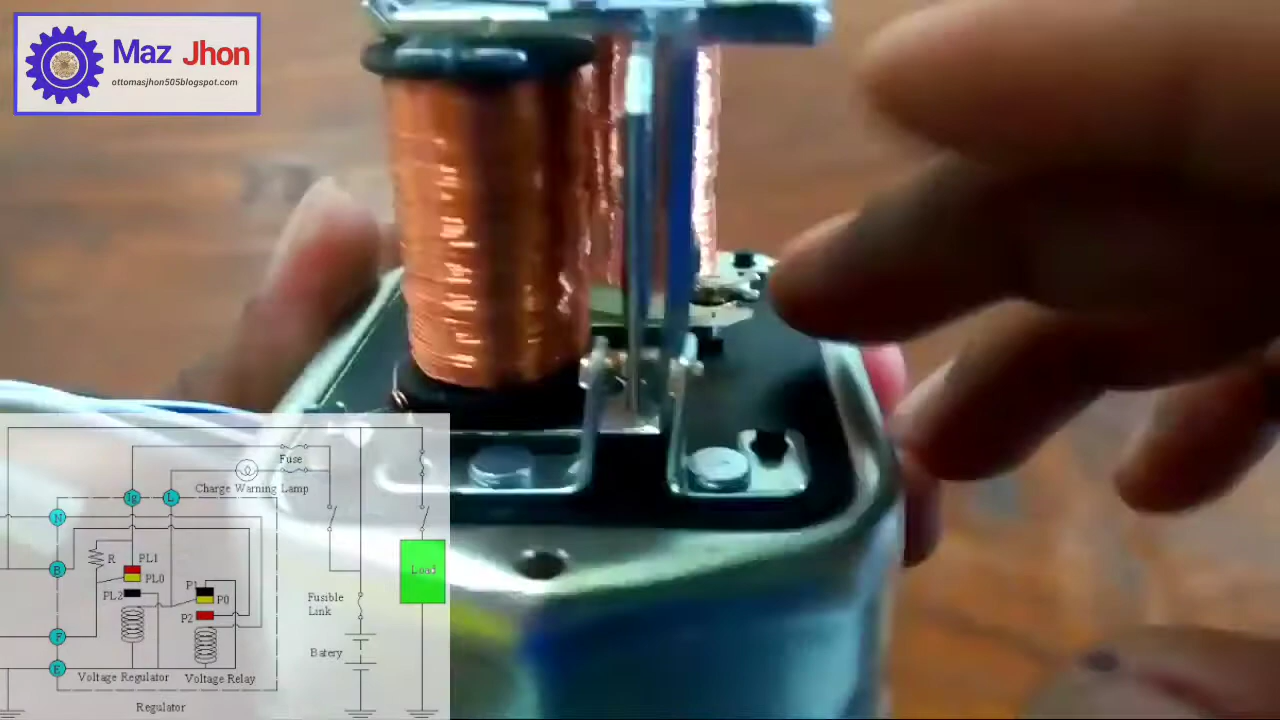 Maz Jhon
ottomasjhon505blogspot.com
Fuse
Charge Warning Lamp
Ig
L
N
B
R
PL1
PL0
PL2
P1
P0
P2
F
E
Load
Fusible
Link
Batery
Voltage Regulator
Voltage Relay
Regulator